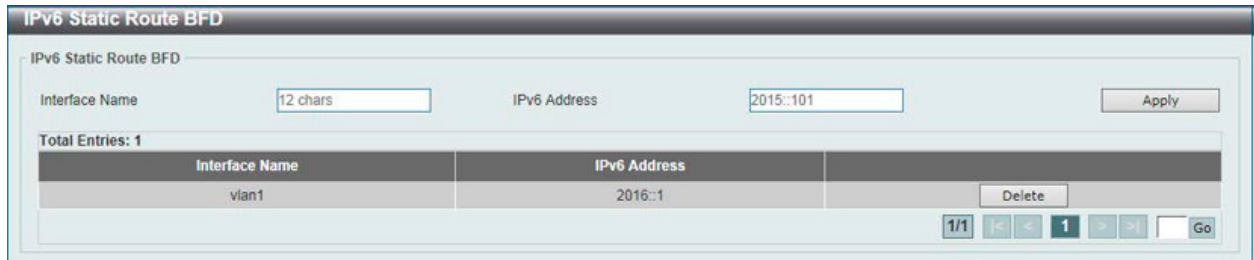 IPv6 Static Route BFD
IPv6 Static Route BFD
Interface Name 12 chars IPv6 Address 2015::101 Apply
Total Entries: 1
Interface Name IPv6 Address
vlan1 2016::1 Delete
1/1 |< < 1 > >| Go